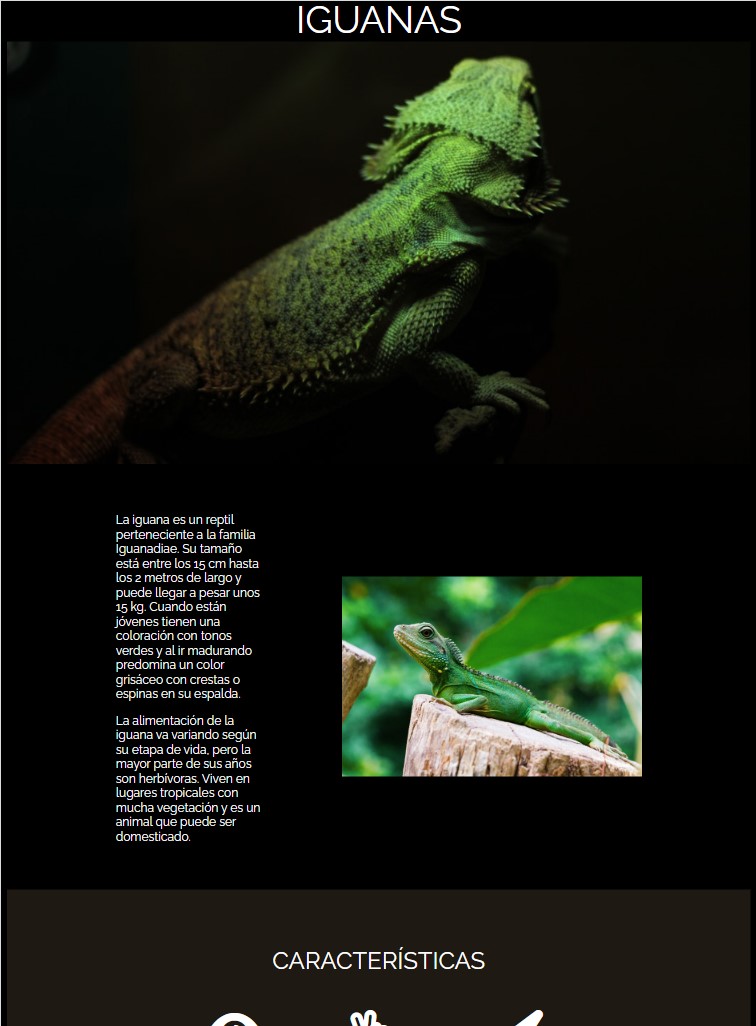 IGUANAS
La iguana es un reptil
perteneciente a la familia
Iguanadiae. Su tamaño
está entre los 15 cm hasta
los 2 metros de largo y
puede llegar a pesar unos
15 kg. Cuando están
jóvenes tienen una
coloración con tonos
verdes y al ir madurando
predomina un color
grisáceo con crestas o
espinas en su espalda.
La alimentación de la
iguana va variando según
su etapa de vida, pero la
mayor parte de sus años
son herbívoras. Viven en
lugares tropicales con
mucha vegetación y es un
animal que puede ser
domesticado.
CARACTERÍSTICAS